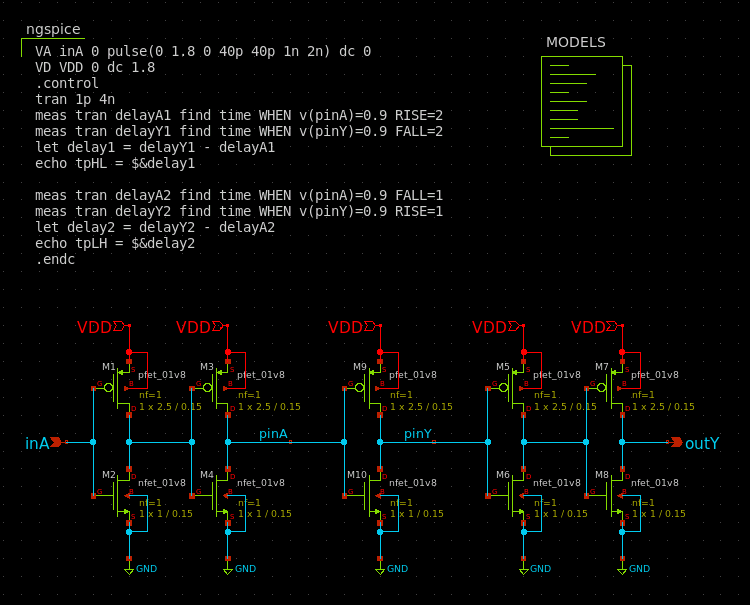 ngspice
MODELS
VA inA 0 pulse(0 1.8 0 40p 40p 1n 2n) dc 0
VD VDD 0 dc 1.8
.control
tran 1p 4n
meas tran delayA1 find time WHEN v(pinA)=0.9 RISE=2
meas tran delayY1 find time WHEN v(pinY)=0.9 FALL=2
let delay1 = delayY1 - delayA1
echo tpHL = $&delay1
meas tran delayA2 find time WHEN v(pinA)=0.9 FALL=1
meas tran delayY2 find time WHEN v(pinY)=0.9 RISE=1
let delay2 = delayY2 - delayA2
echo tpLH = $&delay2
.endc
VDD VDD VDD VDD VDD
M1 M3 M9 M5 M7
S S S S S
pfet_01v8 pfet_01v8 pfet_01v8 pfet_01v8 pfet_01v8
G B G B G B G B G B
nf=1 nf=1 nf=1 nf=1 nf=1
1 x 2.5 / 0.15 1 x 2.5 / 0.15 1 x 2.5 / 0.15 1 x 2.5 / 0.15 1 x 2.5 / 0.15
D D D D D
inA pinA pinY outY
M2 M4 M10 M6 M8
D D D D D
nfet_01v8 nfet_01v8 nfet_01v8 nfet_01v8 nfet_01v8
G B G B G B G B G B
nf=1 nf=1 nf=1 nf=1 nf=1
1 x 1 / 0.15 1 x 1 / 0.15 1 x 1 / 0.15 1 x 1 / 0.15 1 x 1 / 0.15
S S S S S
GND GND GND GND GND